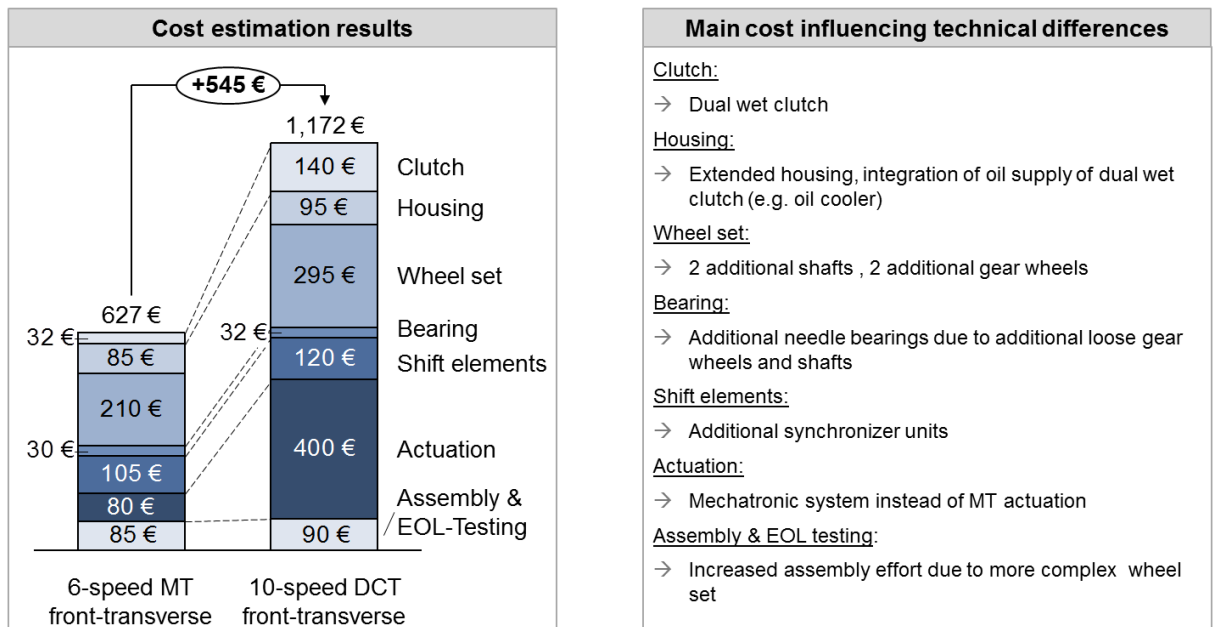 Cost estimation results
+545 €
1,172 €
140 €
Clutch
95 €
Housing
295 €
Wheel set
627 €
32 €
32 €
Bearing
85 €
120 €
Shift elements
210 €
30 €
400 €
Actuation
105 €
80 €
Assembly &
EOL-Testing
85 €
90 €
6-speed MT
front-transverse
10-speed DCT
front-transverse
Main cost influencing technical differences
Clutch:
→ Dual wet clutch
Housing:
→ Extended housing, integration of oil supply of dual wet
clutch (e.g. oil cooler)
Wheel set:
→ 2 additional shafts , 2 additional gear wheels
Bearing:
→ Additional needle bearings due to additional loose gear
wheels and shafts
Shift elements:
→ Additional synchronizer units
Actuation:
→ Mechatronic system instead of MT actuation
Assembly & EOL testing:
→ Increased assembly effort due to more complex wheel
set